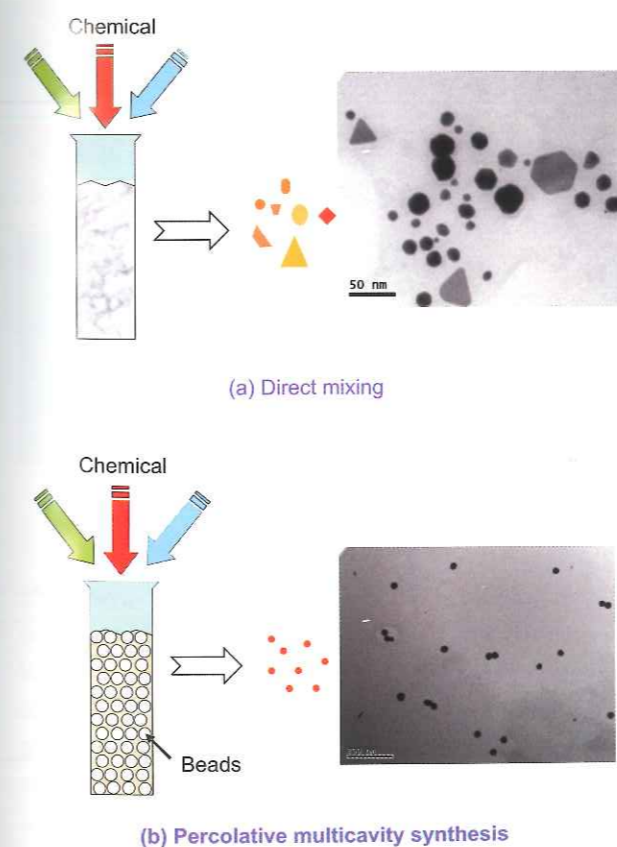 Chemical
50 nm
(a) Direct mixing
Chemical
Beads
(b) Percolative multicavity synthesis